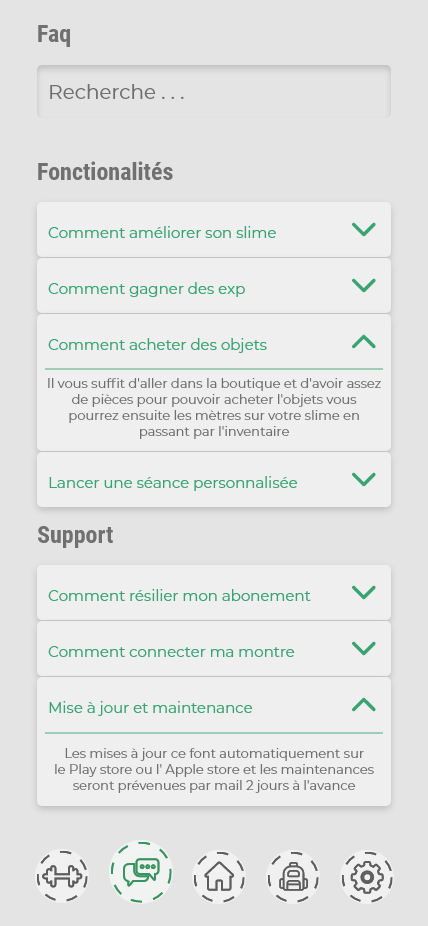 Faq
Recherche . . .
Fonctionalités
Comment améliorer son slime
Comment gagner des exp
Comment acheter des objets
Il vous suffit d'aller dans la boutique et d'avoir assez
de pièces pour pouvoir acheter l'objets vous
pourrez ensuite les mètres sur votre slime en
passant par l'inventaire
Lancer une séance personnalisée
Support
Comment résilier mon abonement
Comment connecter ma montre
Mise à jour et maintenance
Les mises à jour ce font automatiquement sur
le Play store ou l' Apple store et les maintenances
seront prévenues par mail 2 jours à l'avance